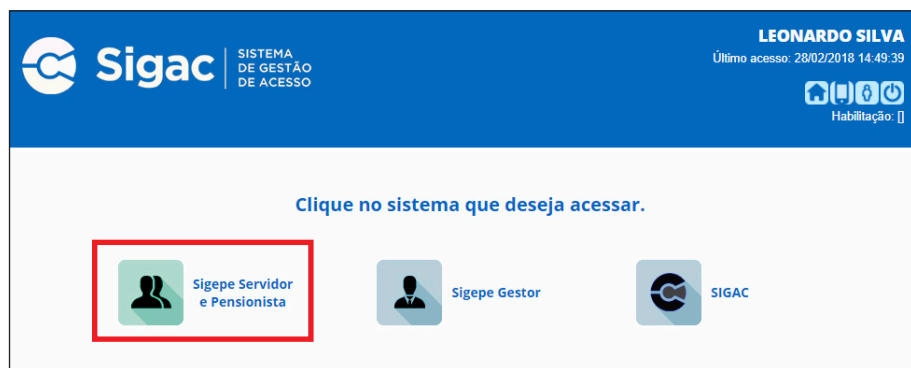 Sigac
SISTEMA
DE GESTÃO
DE ACESSO
LEONARDO SILVA
Último acesso: 28/02/2018 14:49:39
Habilitação: []
Clique no sistema que deseja acessar.
Sigepe Servidor
e Pensionista
Sigepe Gestor
SIGAC